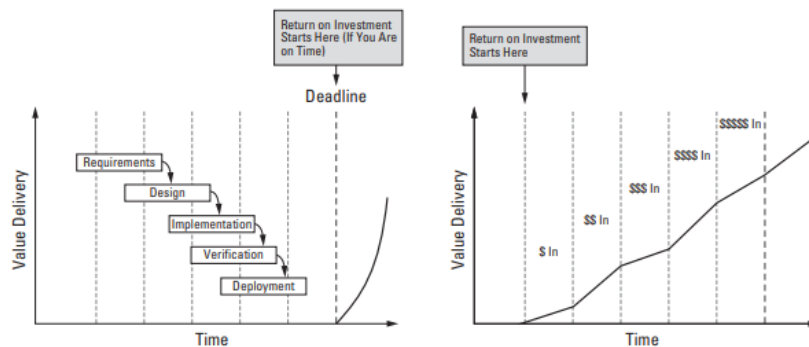 Return on Investment
Starts Here (If You Are
on Time)
Deadline
Requirements
Design
Implementation
Verification
Deployment
Value Delivery
Time
Return on Investment
Starts Here
$ In
$$ In
$$$ In
$$$$ In
$$$$$ In
Value Delivery
Time